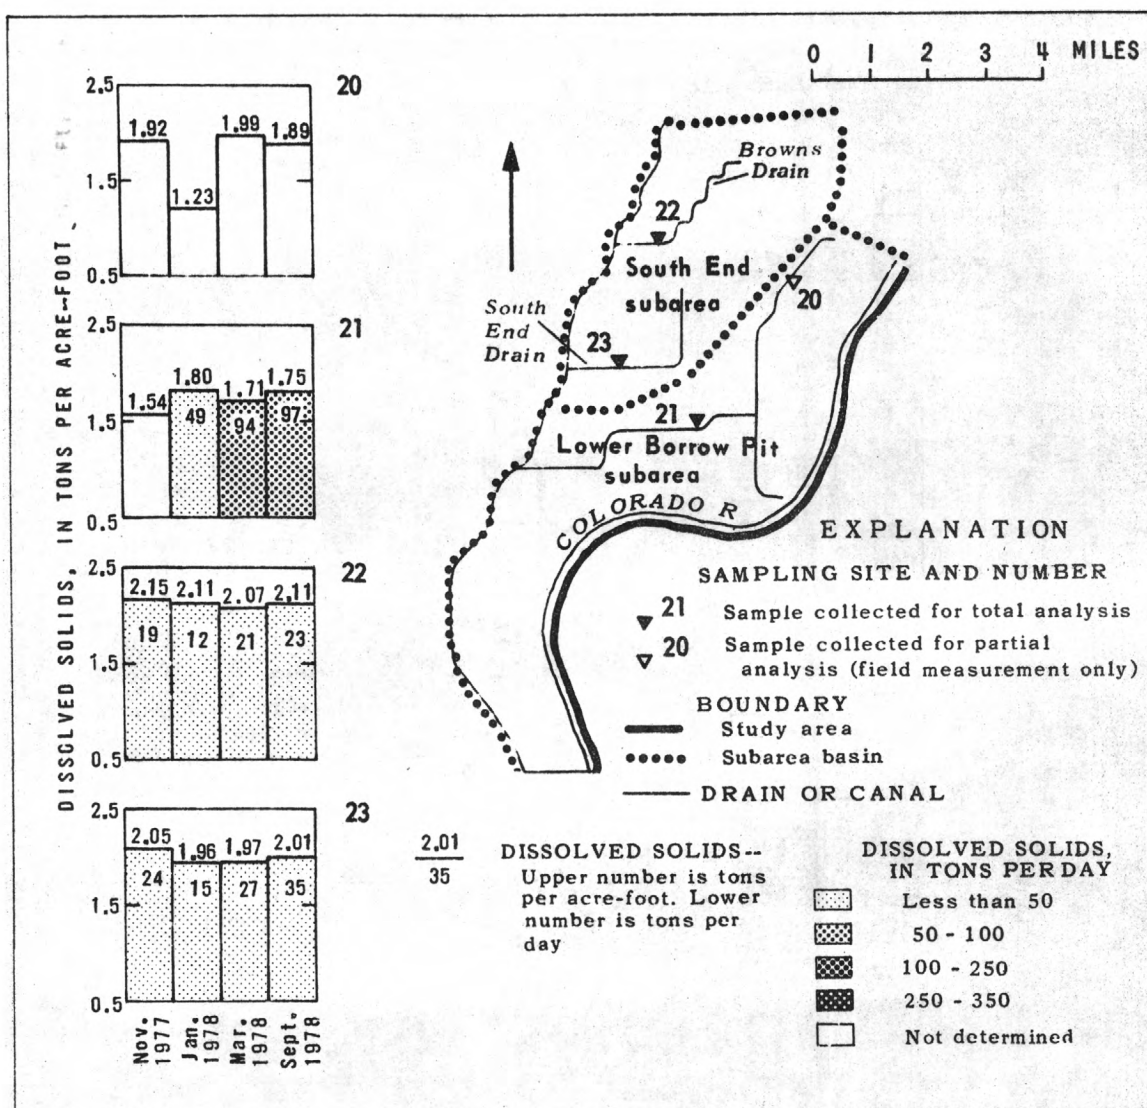 0 1 2 3 4 MILES
DISSOLVED SOLIDS, IN TONS PER ACRE-FOOT
20
2.5
1.5
0.5
1.92 1.23 1.99 1.89
21
2.5
1.5
0.5
1.54 1.80 1.71 1.75
49 94 97
22
2.5
1.5
0.5
2.15 2.11 2.07 2.11
19 12 21 23
23
2.5
1.5
0.5
2.05 1.96 1.97 2.01
24 15 27 35
Nov. 1977
Jan. 1978
Mar. 1978
Sept. 1978
Browns
Drain
22
South End
subarea
20
South
End
Drain
23
21
Lower Borrow Pit
subarea
COLORADO R
EXPLANATION
SAMPLING SITE AND NUMBER
21 Sample collected for total analysis
20 Sample collected for partial
analysis (field measurement only)
BOUNDARY
Study area
Subarea basin
DRAIN OR CANAL
2.01
35
DISSOLVED SOLIDS--
Upper number is tons
per acre-foot. Lower
number is tons per
day
DISSOLVED SOLIDS,
IN TONS PER DAY
Less than 50
50 - 100
100 - 250
250 - 350
Not determined